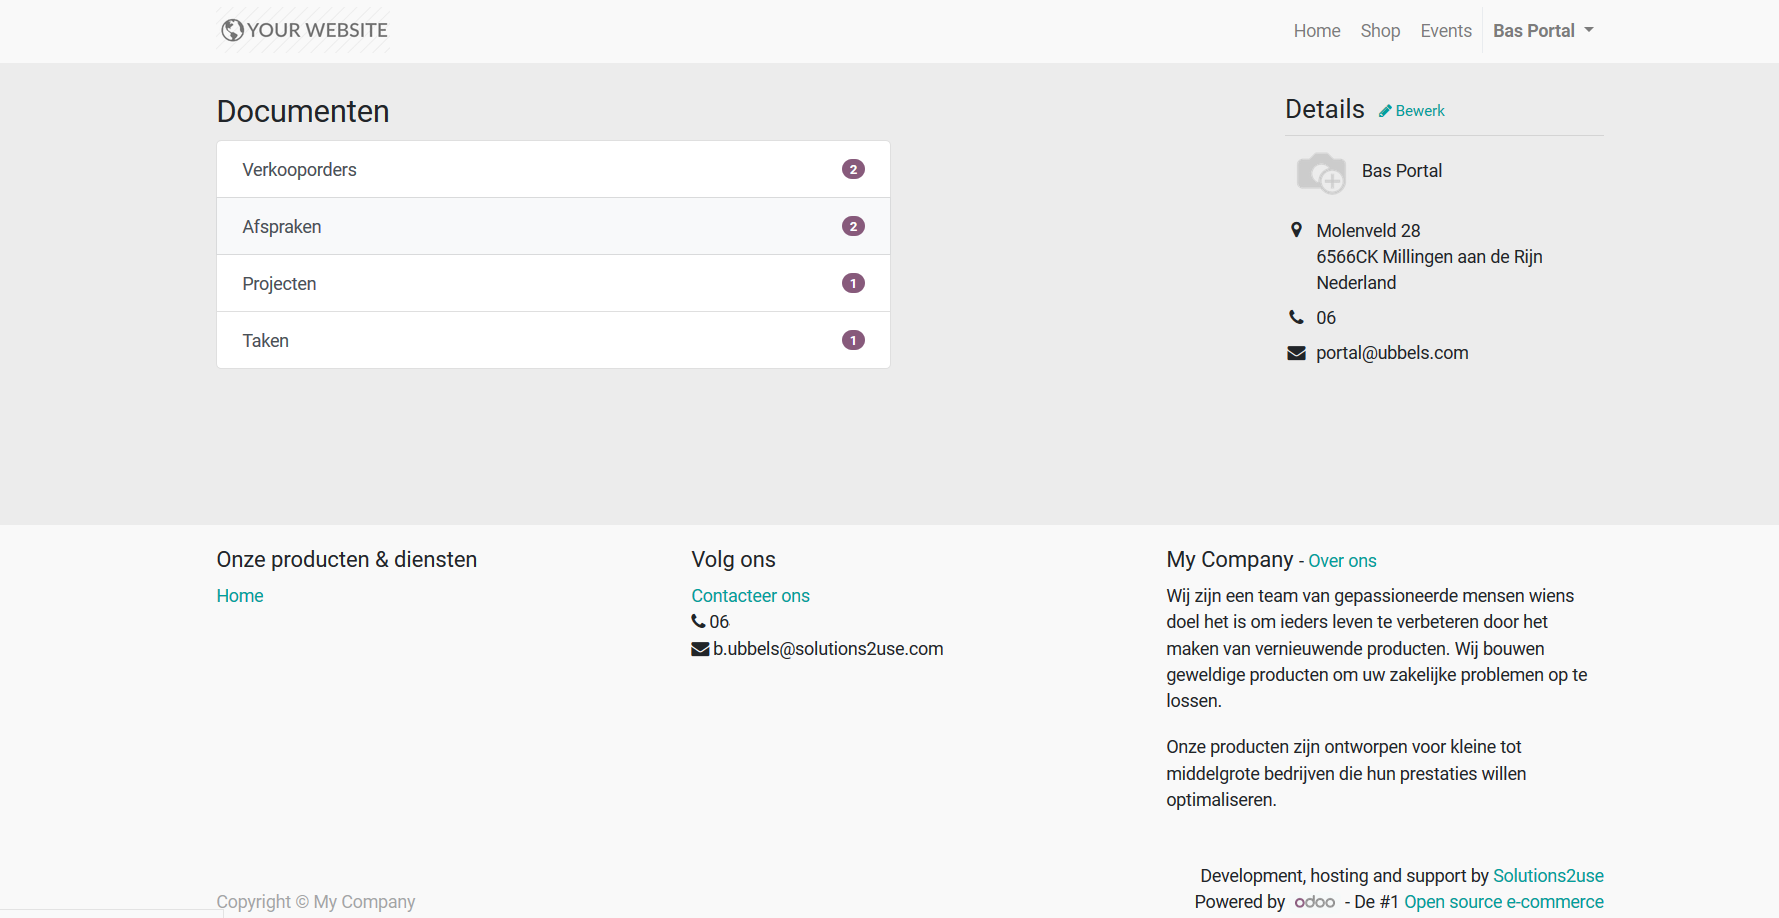 YOUR WEBSITE
Home Shop Events Bas Portal
Documenten
Verkooporders 2
Afspraken 2
Projecten 1
Taken 1
Details Bewerk
Bas Portal
Molenveld 28
6566CK Millingen aan de Rijn
Nederland
06
portal@ubbels.com
Onze producten & diensten
Home
Volg ons
Contacteer ons
06
b.ubbels@solutions2use.com
My Company - Over ons
Wij zijn een team van gepassioneerde mensen wiens
doel het is om ieders leven te verbeteren door het
maken van vernieuwende producten. Wij bouwen
geweldige producten om uw zakelijke problemen op te
lossen.
Onze producten zijn ontworpen voor kleine tot
middelgrote bedrijven die hun prestaties willen
optimaliseren.
Copyright © My Company
Development, hosting and support by Solutions2use
Powered by odoo - De #1 Open source e-commerce